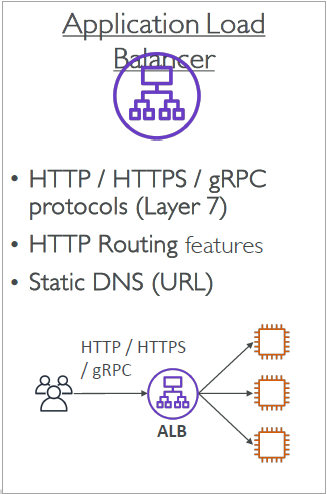 Application Load
Balancer
• HTTP / HTTPS / gRPC
protocols (Layer 7)
• HTTP Routing features
• Static DNS (URL)
HTTP / HTTPS
/ gRPC
ALB